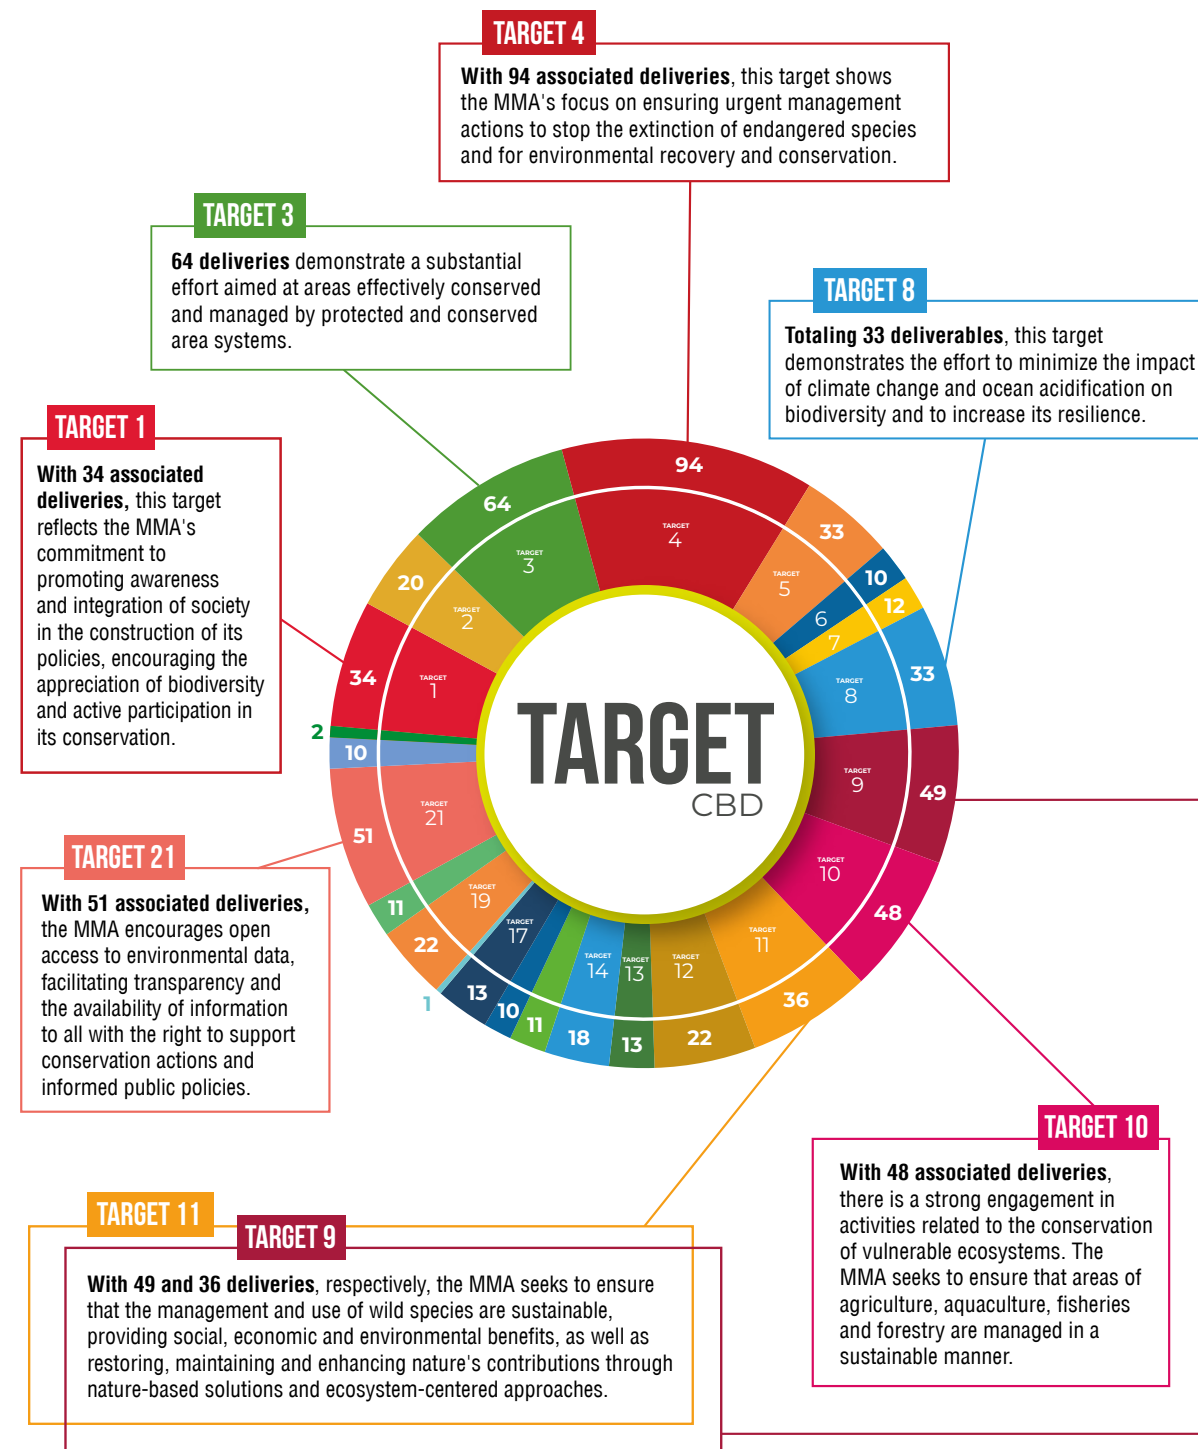 TARGET 4
With 94 associated deliveries, this target shows
the MMA's focus on ensuring urgent management
actions to stop the extinction of endangered species
and for environmental recovery and conservation.
TARGET 3
64 deliveries demonstrate a substantial
effort aimed at areas effectively conserved
and managed by protected and conserved
area systems.
TARGET 8
Totaling 33 deliverables, this target
demonstrates the effort to minimize the impact
of climate change and ocean acidification on
biodiversity and to increase its resilience.
TARGET 1
With 34 associated
deliveries, this target
reflects the MMA's
commitment to
promoting awareness
and integration of society
in the construction of its
policies, encouraging the
appreciation of biodiversity
and active participation in
its conservation.
94
64
33
20
10
12
34
33
2
10
49
51
48
11
22
36
1
13
10
11
18
13
22
TARGET
4
TARGET
3
TARGET
5
TARGET
2
6
7
TARGET
1
TARGET
8
TARGET
9
TARGET
21
TARGET
10
TARGET
19
TARGET
11
TARGET
17
TARGET
14
TARGET
13
TARGET
12
TARGET
CBD
TARGET 21
With 51 associated deliveries,
the MMA encourages open
access to environmental data,
facilitating transparency and
the availability of information
to all with the right to support
conservation actions and
informed public policies.
TARGET 10
With 48 associated deliveries,
there is a strong engagement in
activities related to the conservation
of vulnerable ecosystems. The
MMA seeks to ensure that areas of
agriculture, aquaculture, fisheries
and forestry are managed in a
sustainable manner.
TARGET 11
TARGET 9
With 49 and 36 deliveries, respectively, the MMA seeks to ensure
that the management and use of wild species are sustainable,
providing social, economic and environmental benefits, as well as
restoring, maintaining and enhancing nature's contributions through
nature-based solutions and ecosystem-centered approaches.